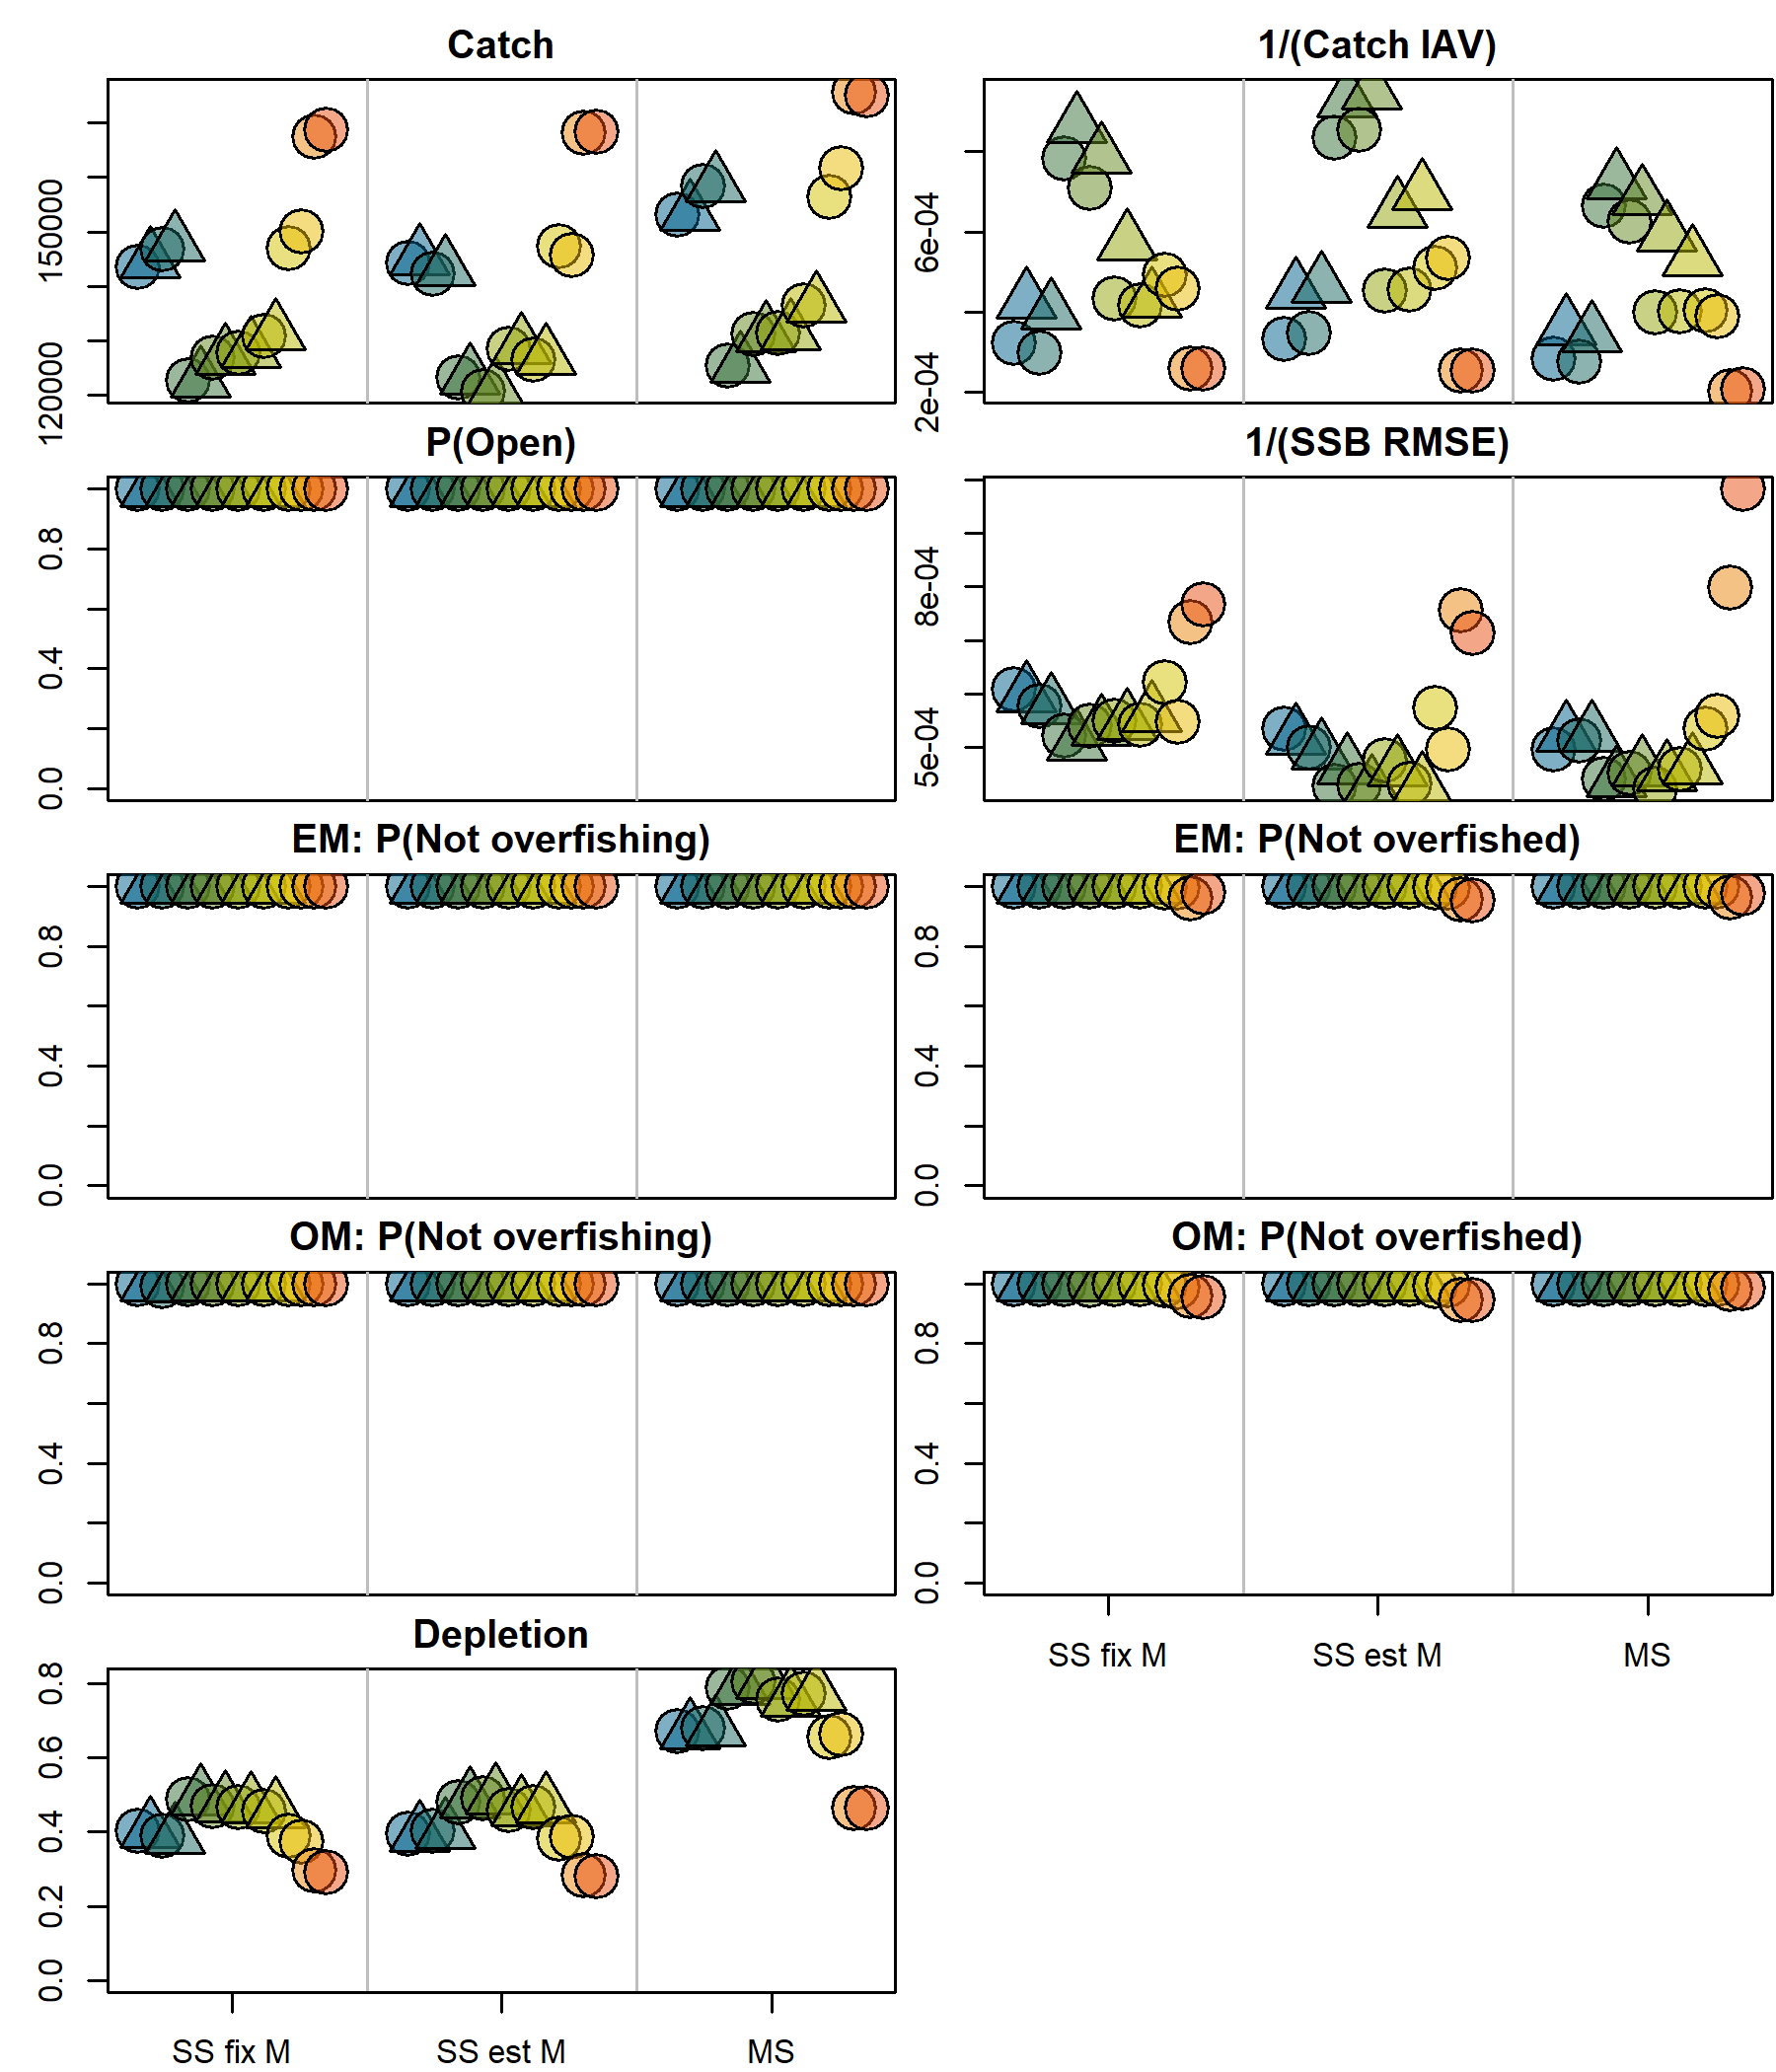 Catch
1/(Catch IAV)
120000 150000
2e-04 6e-04
P(Open)
1/(SSB RMSE)
0.0 0.4 0.8
5e-04 8e-04
EM: P(Not overfishing)
EM: P(Not overfished)
0.0 0.4 0.8
0.0 0.4 0.8
OM: P(Not overfishing)
OM: P(Not overfished)
0.0 0.4 0.8
0.0 0.4 0.8
SS fix M SS est M MS
Depletion
0.0 0.2 0.4 0.6 0.8
SS fix M SS est M MS